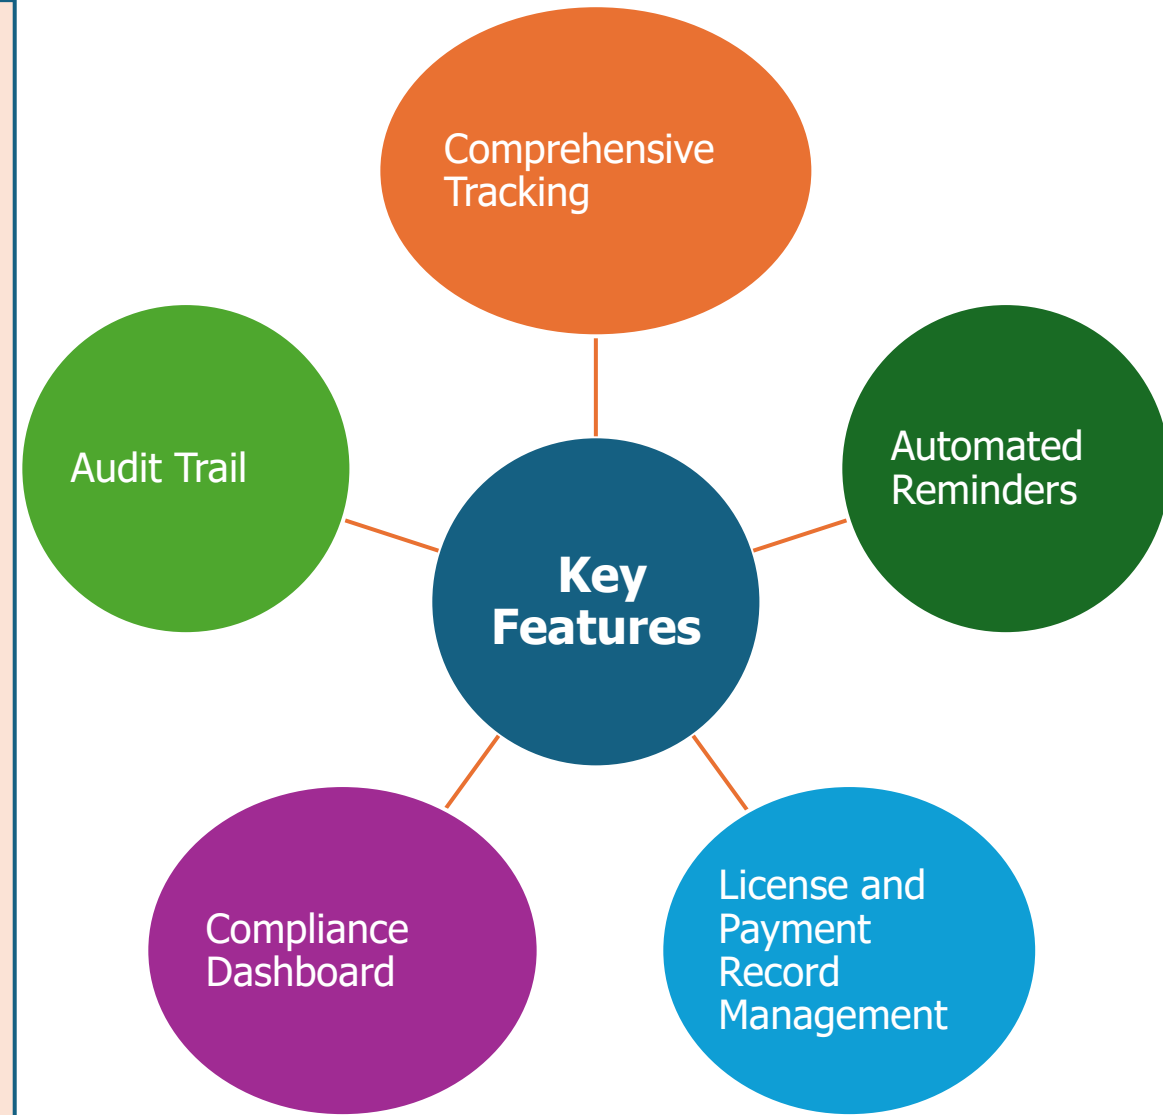 Comprehensive
Tracking
Automated
Reminders
Audit Trail
Key
Features
License and
Payment
Record
Management
Compliance
Dashboard